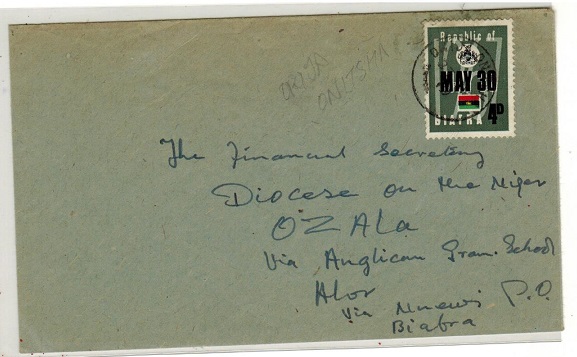 Republic of
MAY 30
BIAFRA 4D
ONITSHA
The Financial Secretary
Diocese on the Niger
OZALA
Via Anglican Gram. School
Alor
Via Nnewi P.O.
Biafra